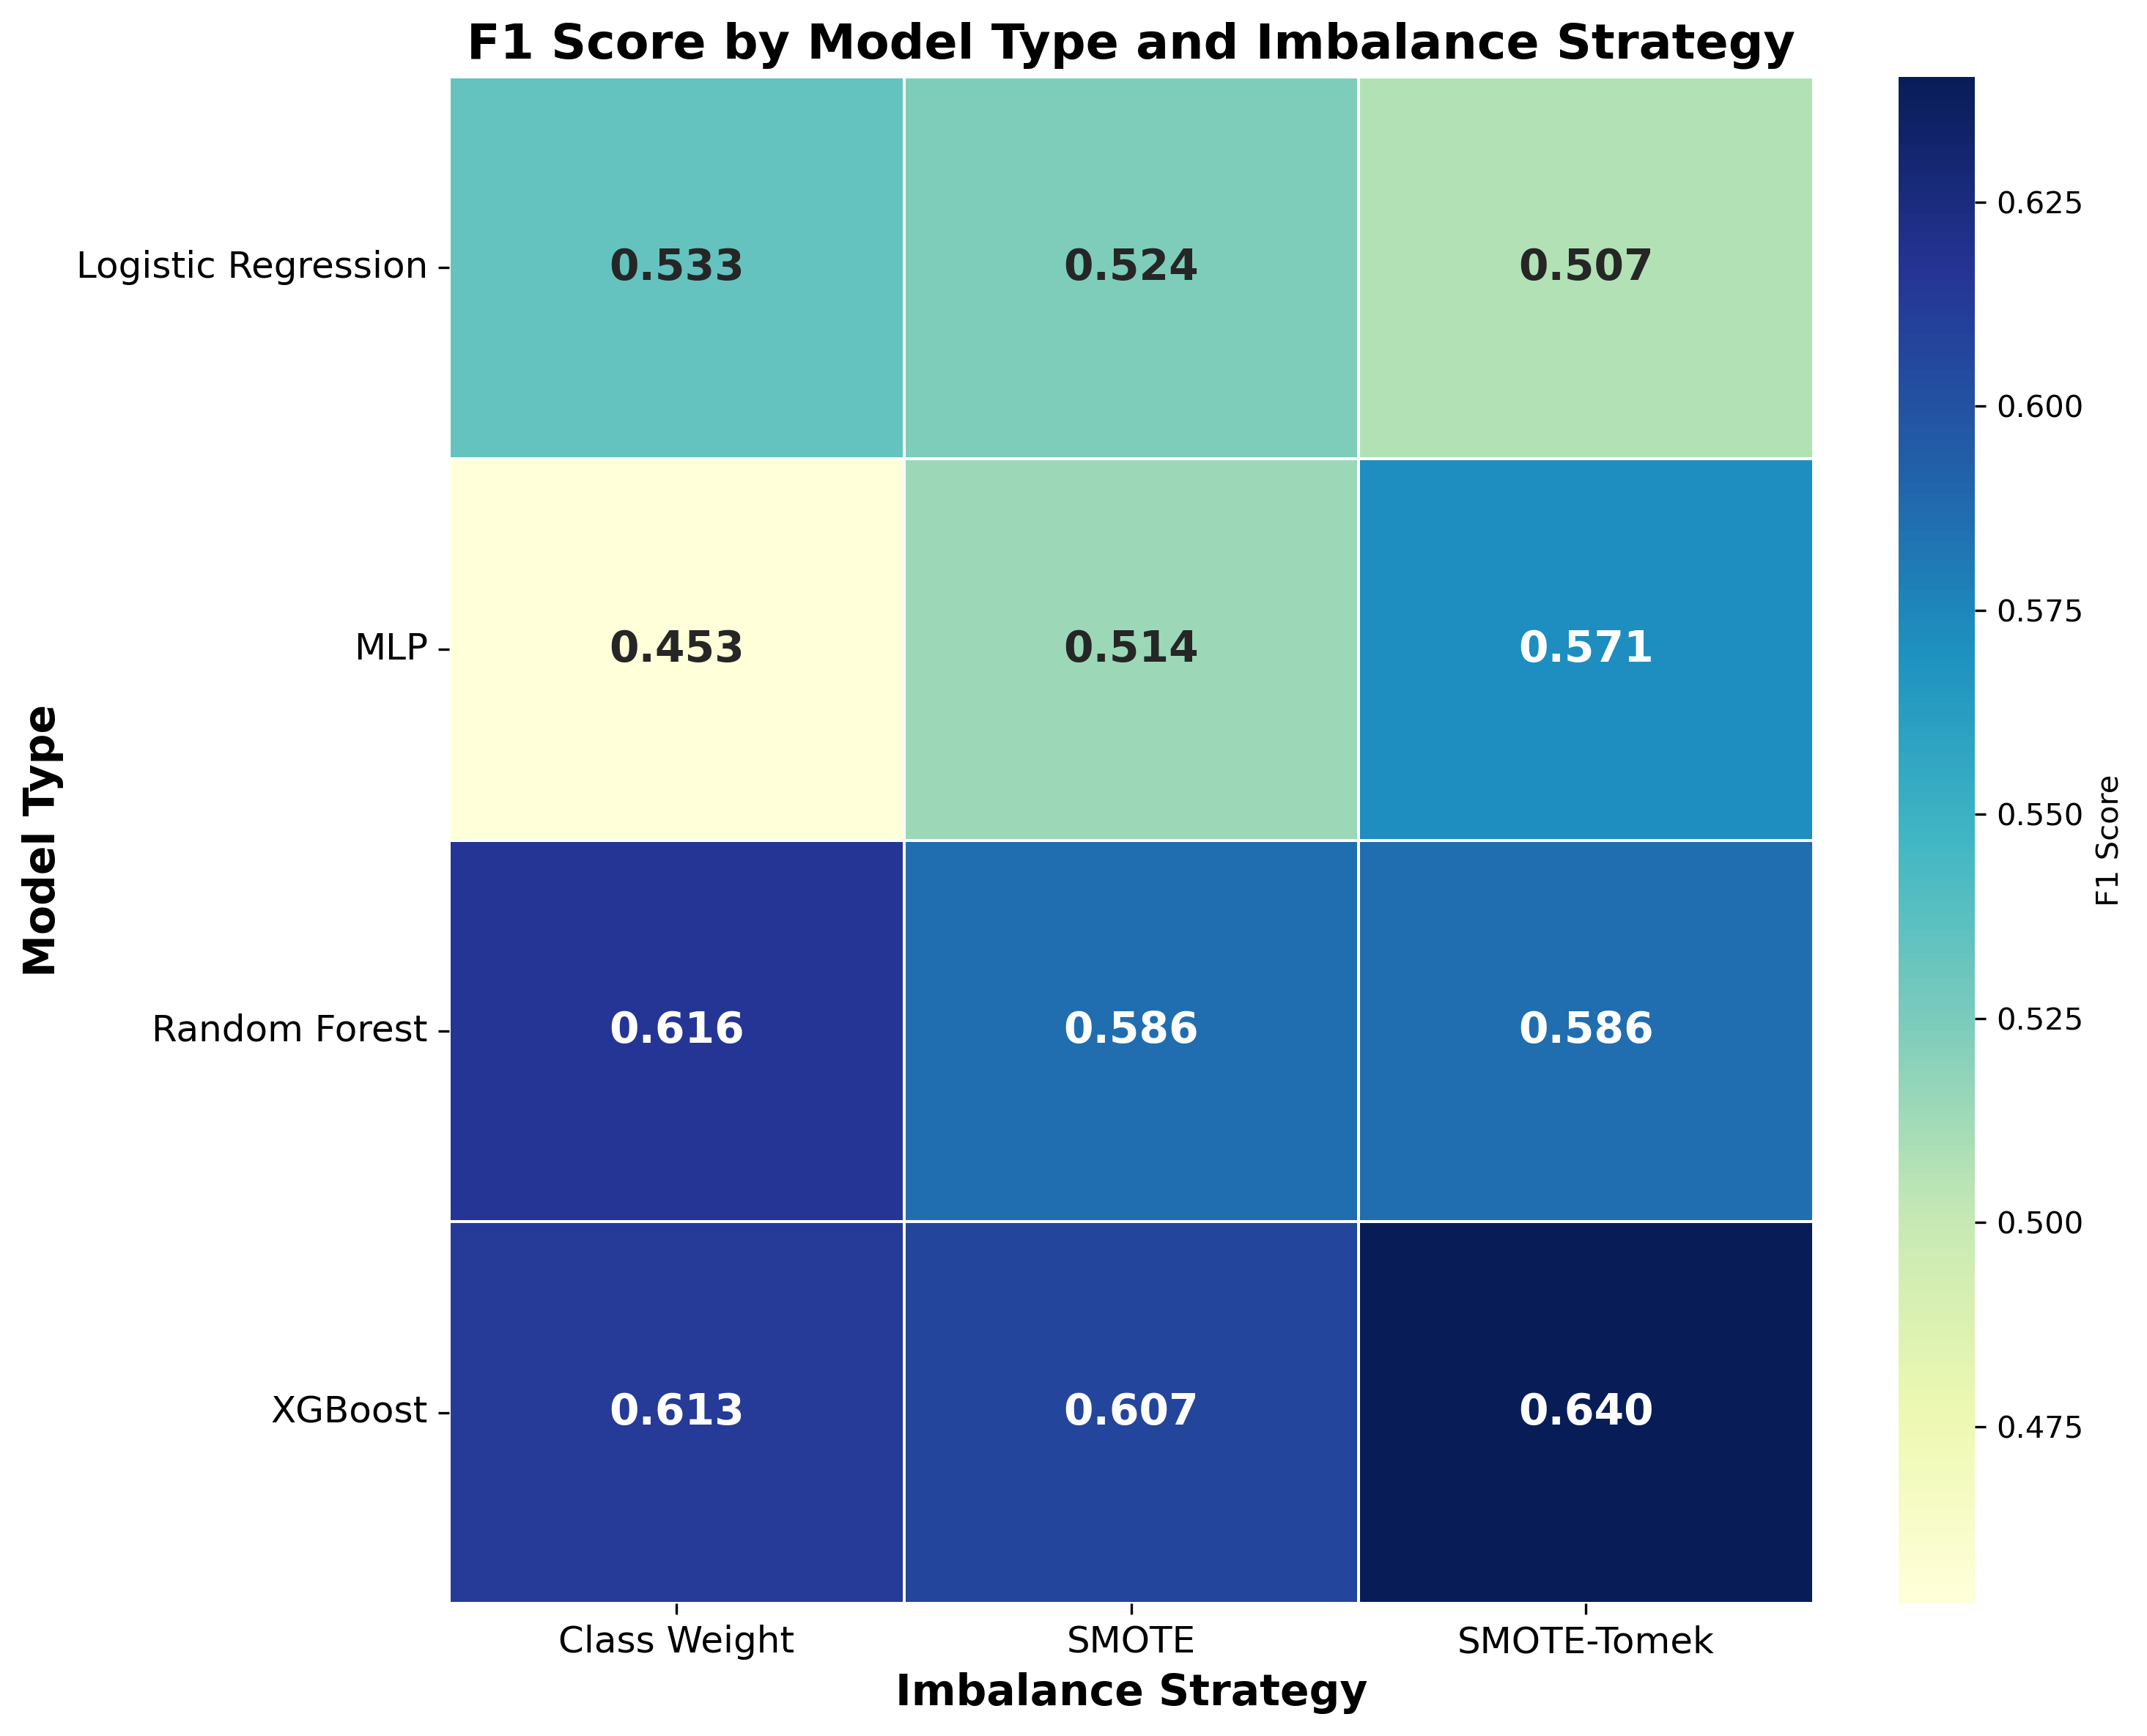 F1 Score by Model Type and Imbalance Strategy
Model Type
Logistic Regression
0.533
0.524
0.507
MLP
0.453
0.514
0.571
Random Forest
0.616
0.586
0.586
XGBoost
0.613
0.607
0.640
Class Weight
SMOTE
SMOTE-Tomek
Imbalance Strategy
0.625
0.600
0.575
0.550
0.525
0.500
0.475
F1 Score